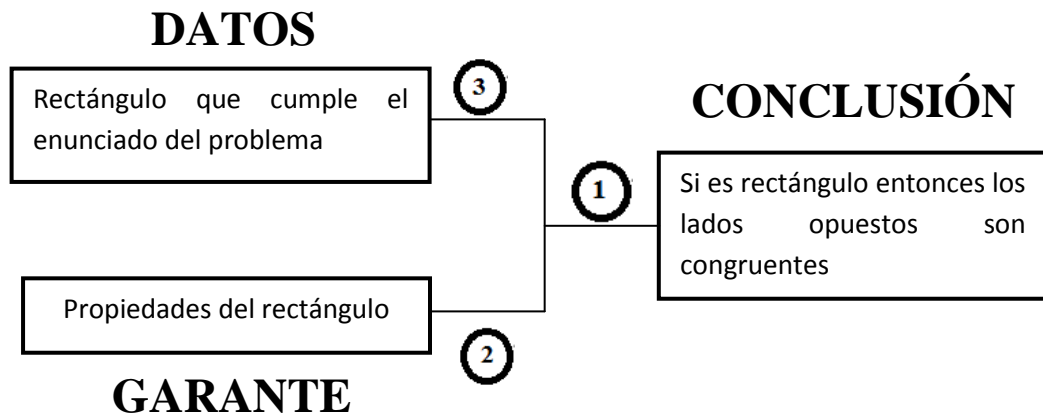 DATOS
Rectángulo que cumple el
enunciado del problema
3
CONCLUSIÓN
1
Si es rectángulo entonces los
lados opuestos son
congruentes
Propiedades del rectángulo
2
GARANTE